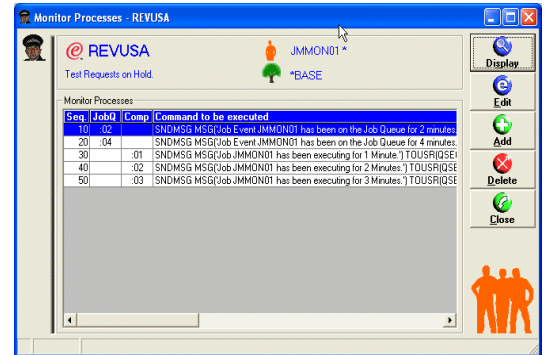 Monitor Processes - REVUSA
REVUSA
JMMON01 *
Test Requests on Hold.
*BASE
Monitor Processes
Seq. JobQ Comp Command to be executed
10 :02 SNDMSG MSG('Job Event JMMON01 has been on the Job Queue for 2 minutes.
20 :04 SNDMSG MSG('Job Event JMMON01 has been on the Job Queue for 4 minutes.
30 :01 SNDMSG MSG('Job JMMON01 has been executing for 1 Minute.') TOUSR(QSE
40 :02 SNDMSG MSG('Job JMMON01 has been executing for 2 Minutes.') TOUSR(QSE
50 :03 SNDMSG MSG('Job JMMON01 has been executing for 3 Minutes.') TOUSR(QSE
Display
Edit
Add
Delete
Close